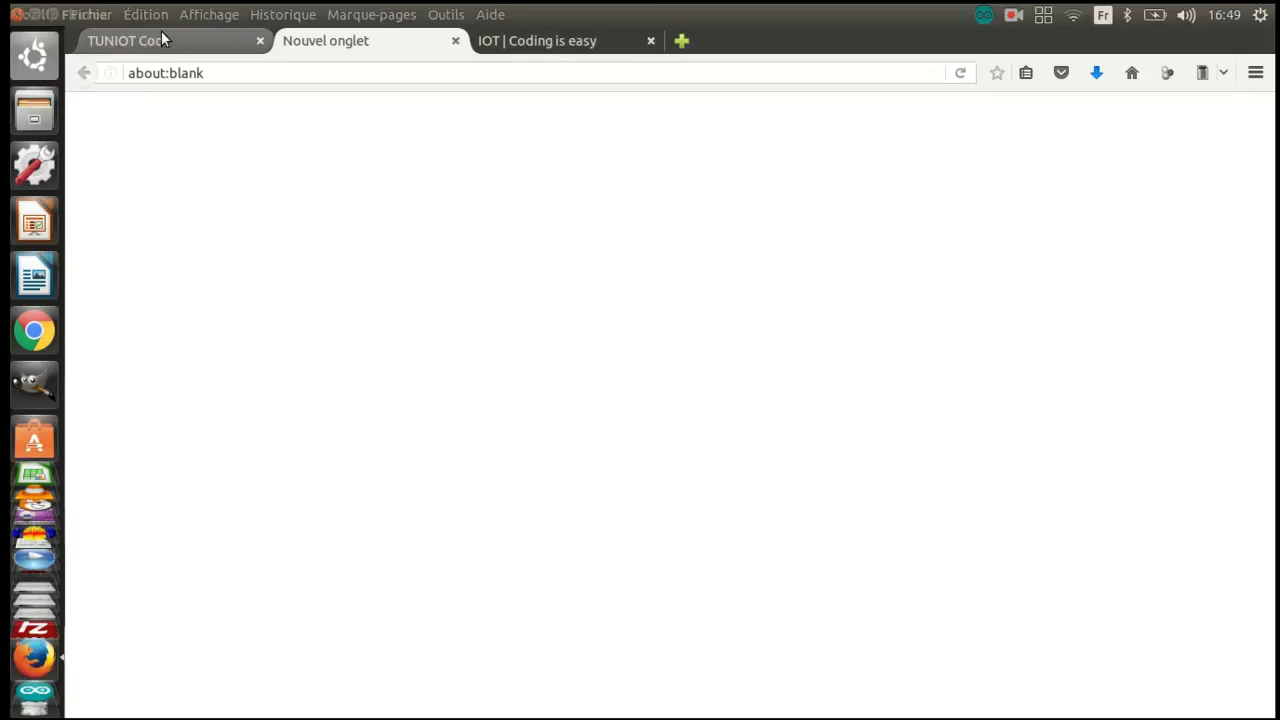 Fichier Édition Affichage Historique Marque-pages Outils Aide Fr 16:49
TUNIOT Cod Nouvel onglet IOT | Coding is easy
about:blank